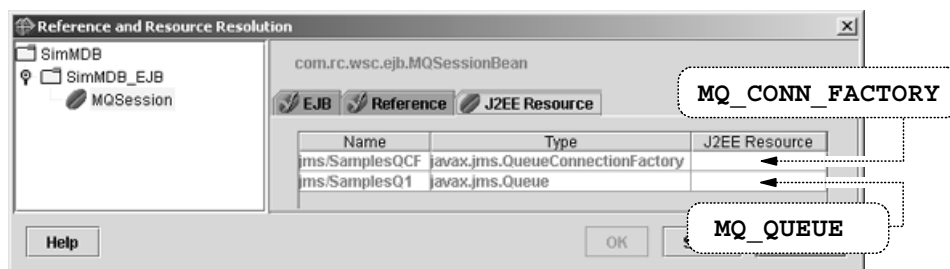 Reference and Resource Resolution
SimMDB
SimMDB_EJB
MQSession
com.rc.wsc.ejb.MQSessionBean
EJB Reference J2EE Resource
MQ_CONN_FACTORY
Name Type J2EE Resource
jms/SamplesQCF javax.jms.QueueConnectionFactory
jms/SamplesQ1 javax.jms.Queue
MQ_QUEUE
Help OK